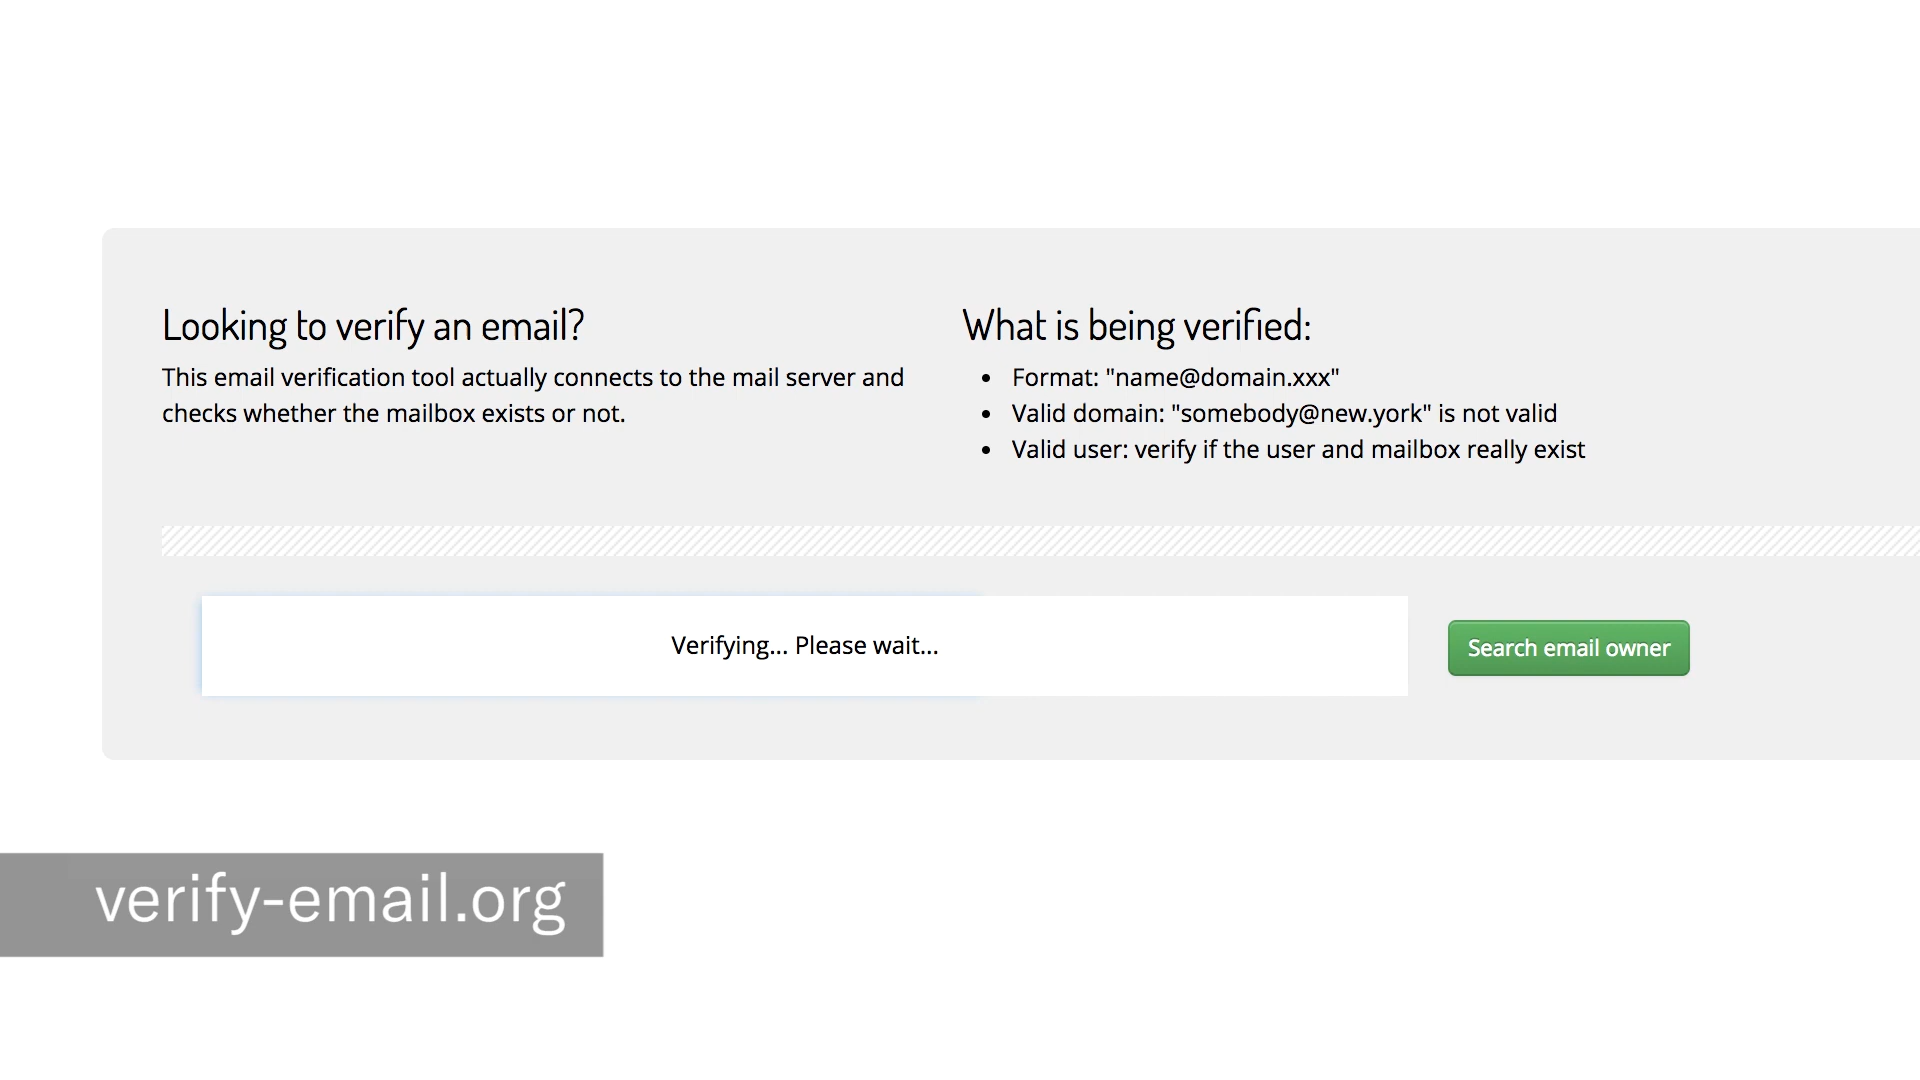 Looking to verify an email?
This email verification tool actually connects to the mail server and
checks whether the mailbox exists or not.
What is being verified:
• Format: "name@domain.xxx"
• Valid domain: "somebody@new.york" is not valid
• Valid user: verify if the user and mailbox really exist
Verifying... Please wait...
Search email owner
verify-email.org